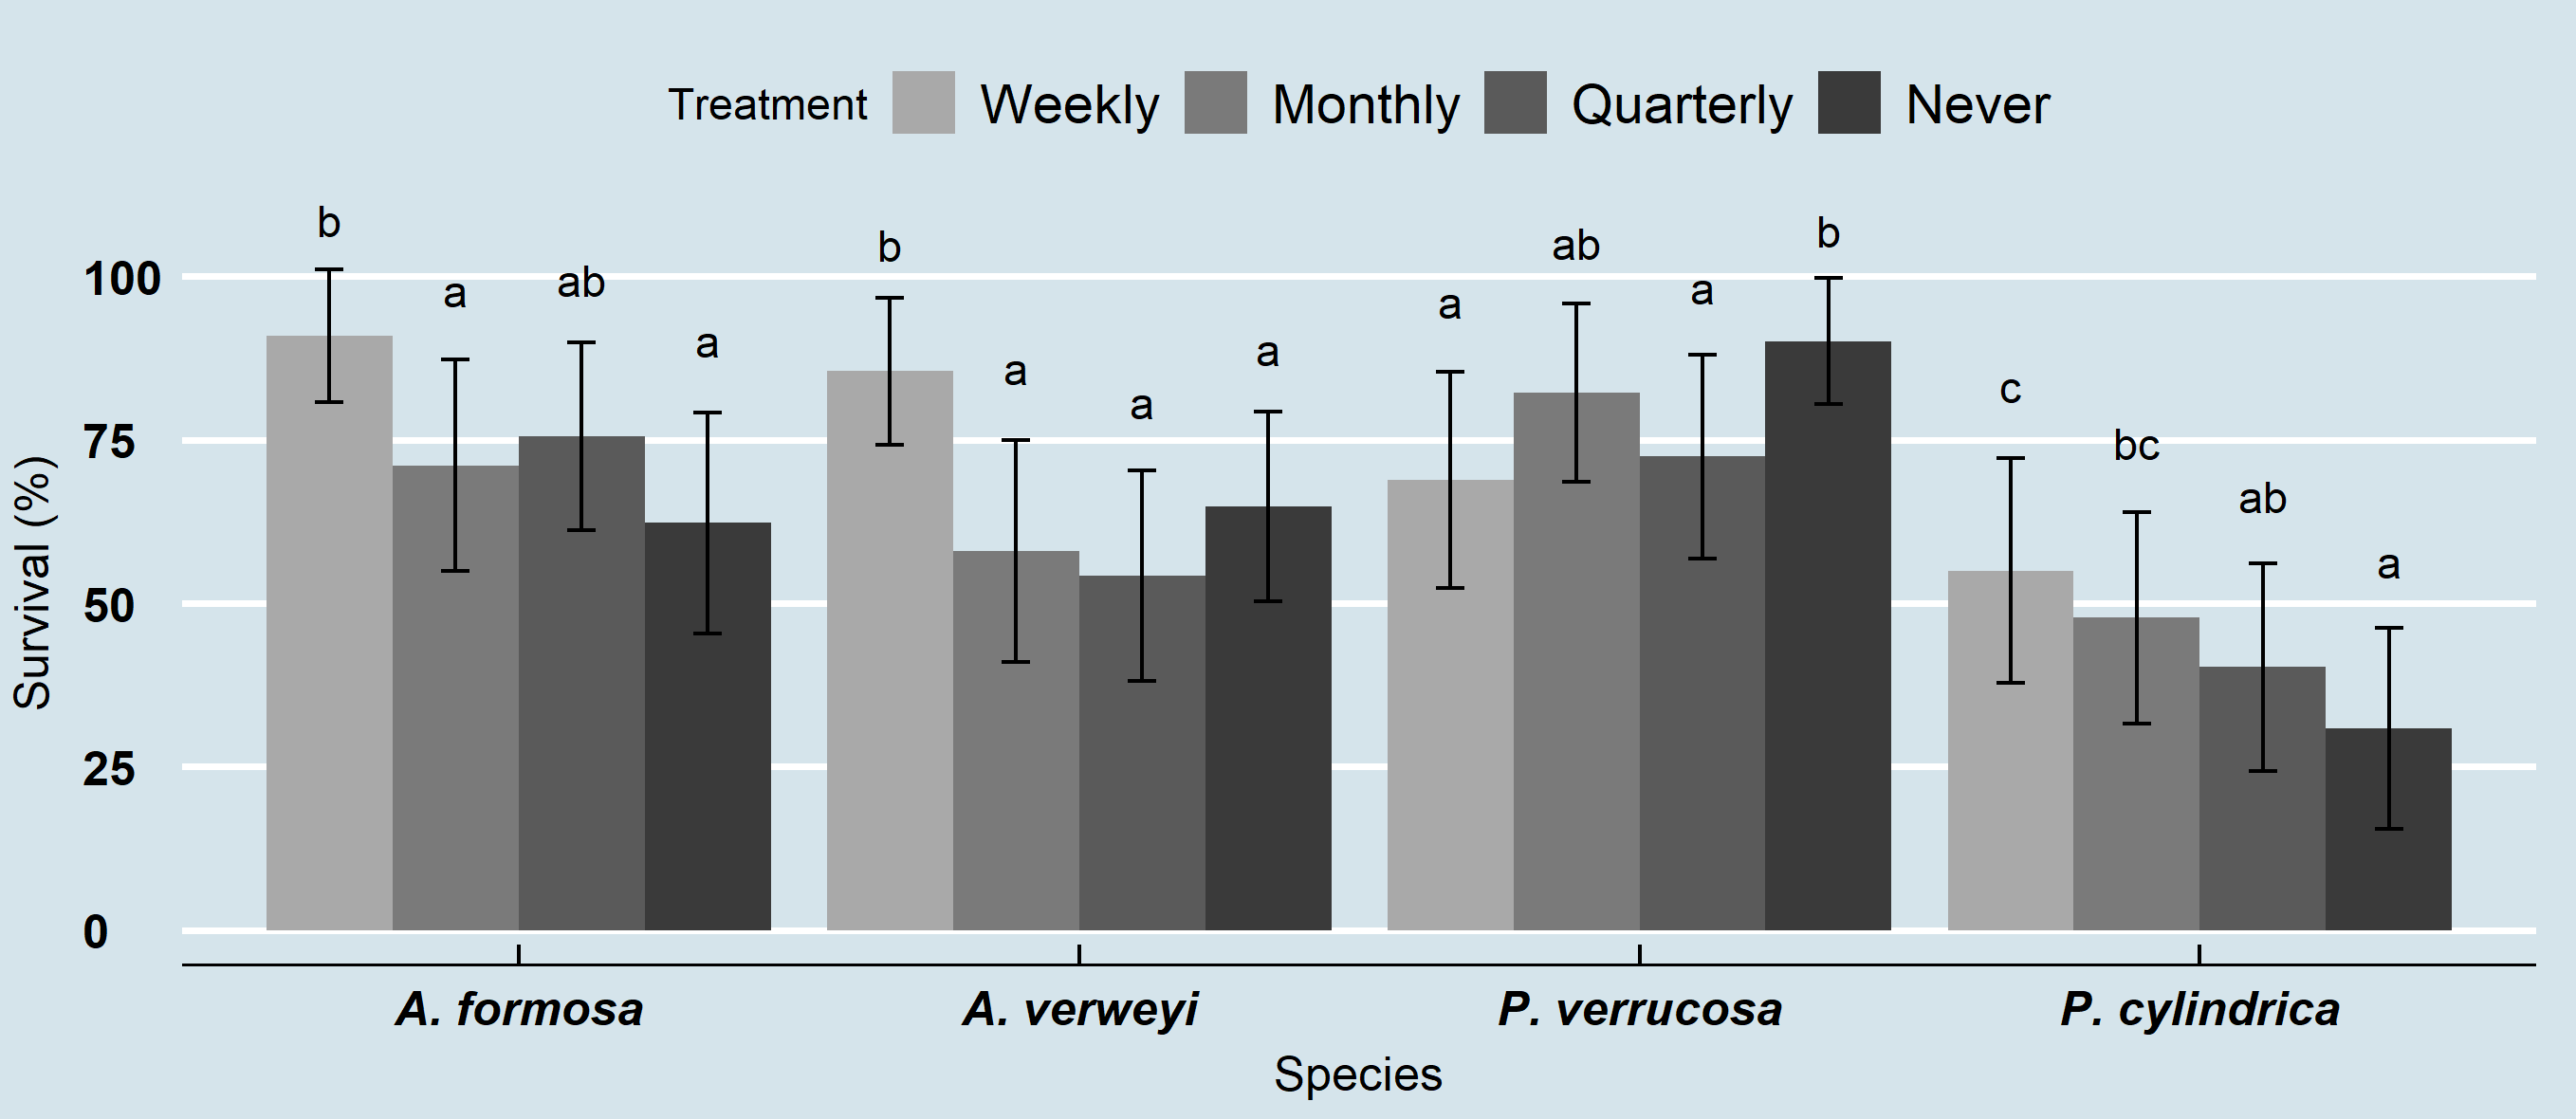 Treatment Weekly Monthly Quarterly Never
b a ab a b a a a a ab a b c bc ab a
100
75
50
25
0
Survival (%)
A. formosa A. verweyi P. verrucosa P. cylindrica
Species